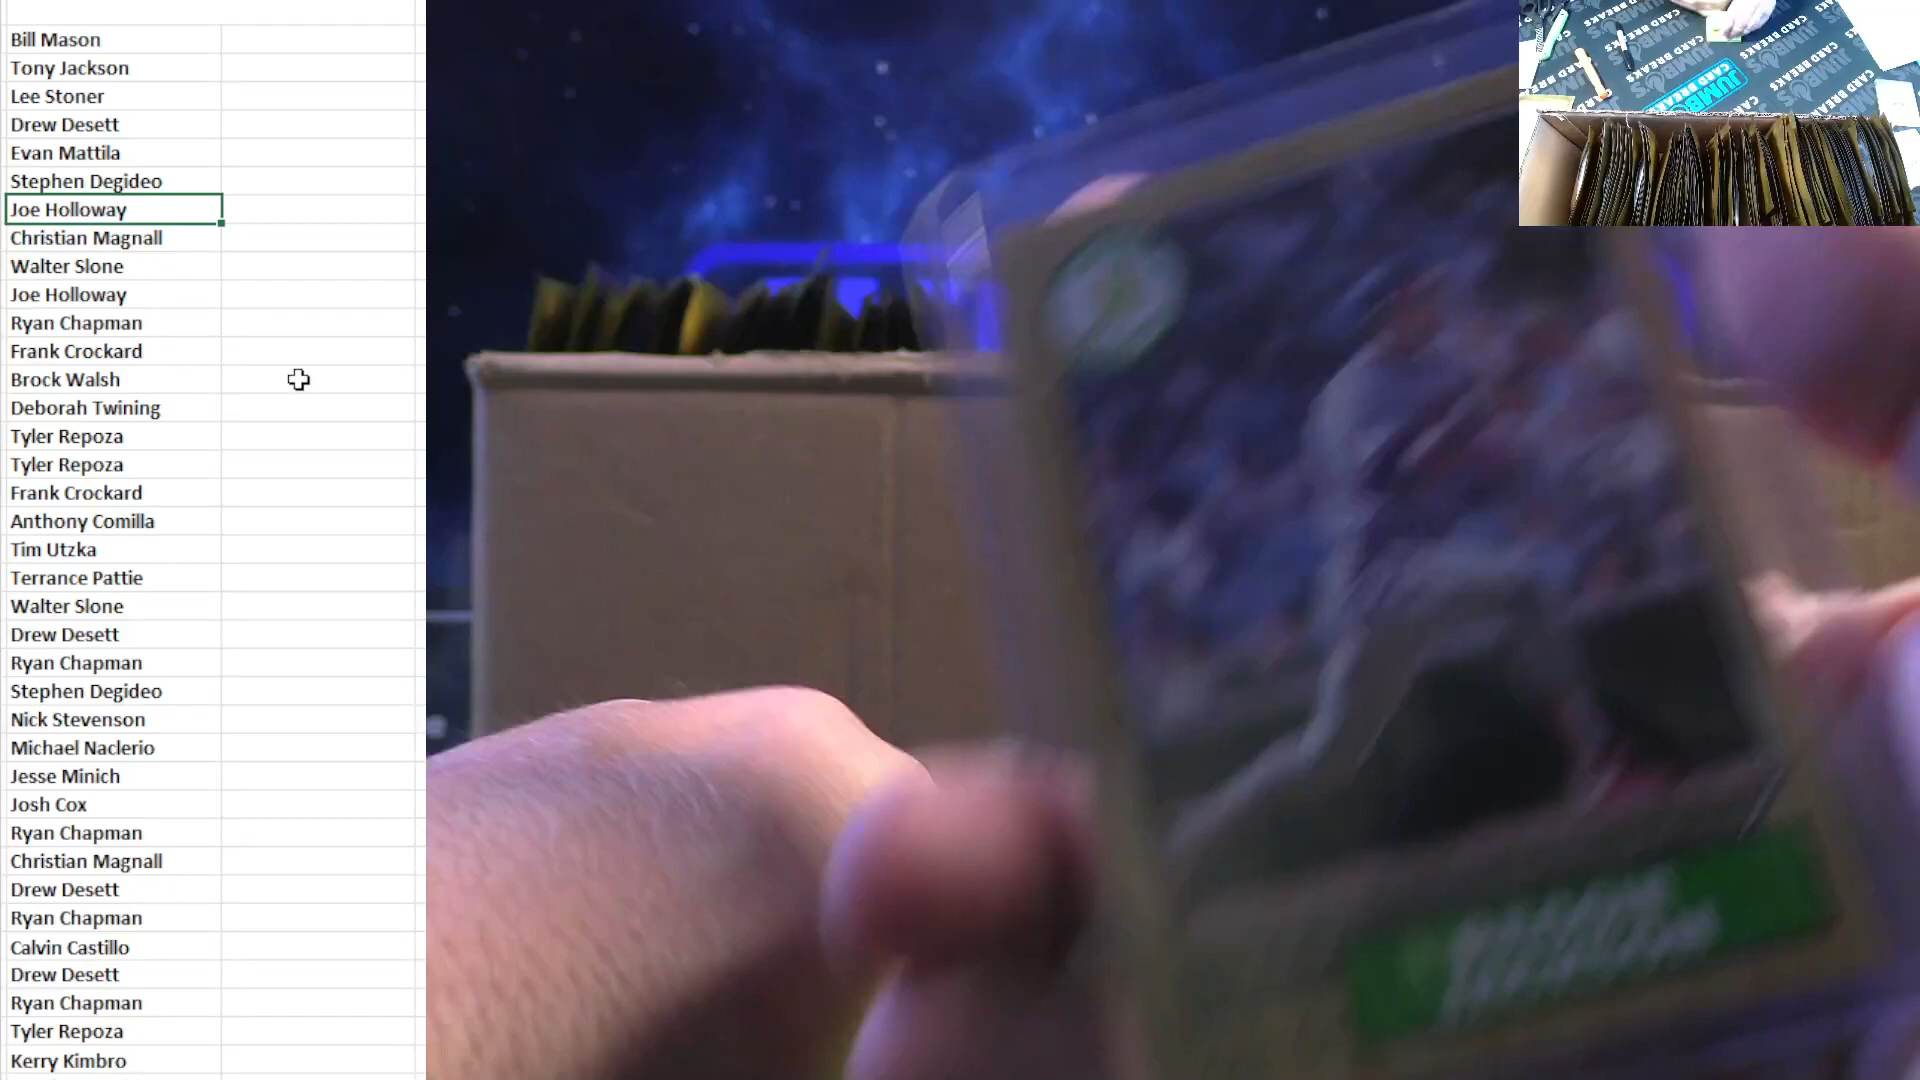 Bill Mason
Tony Jackson
Lee Stoner
Drew Desett
Evan Mattila
Stephen Degideo
Joe Holloway
Christian Magnall
Walter Slone
Joe Holloway
Ryan Chapman
Frank Crockard
Brock Walsh
Deborah Twining
Tyler Repoza
Tyler Repoza
Frank Crockard
Anthony Comilla
Tim Utzka
Terrance Pattie
Walter Slone
Drew Desett
Ryan Chapman
Stephen Degideo
Nick Stevenson
Michael Naclerio
Jesse Minich
Josh Cox
Ryan Chapman
Christian Magnall
Drew Desett
Ryan Chapman
Calvin Castillo
Drew Desett
Ryan Chapman
Tyler Repoza
Kerry Kimbro
JUMBO'S
CARD BREAKS